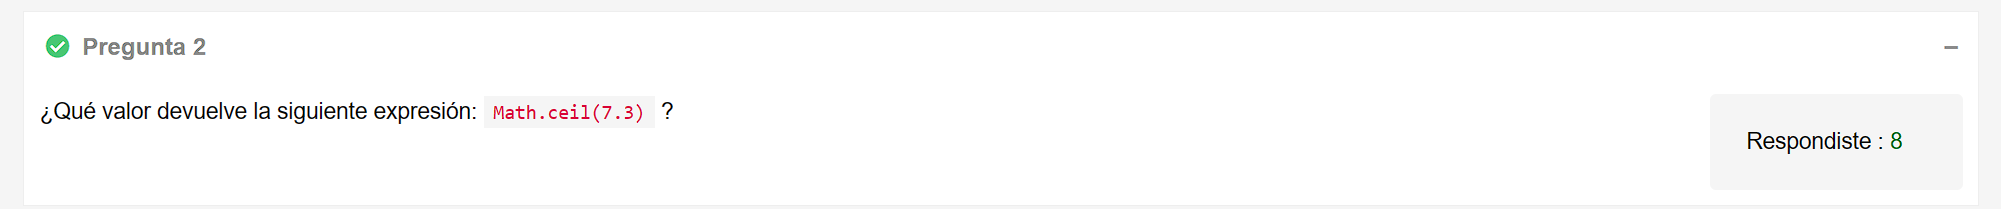 Pregunta 2
¿Qué valor devuelve la siguiente expresión: Math.ceil(7.3) ?
Respondiste : 8